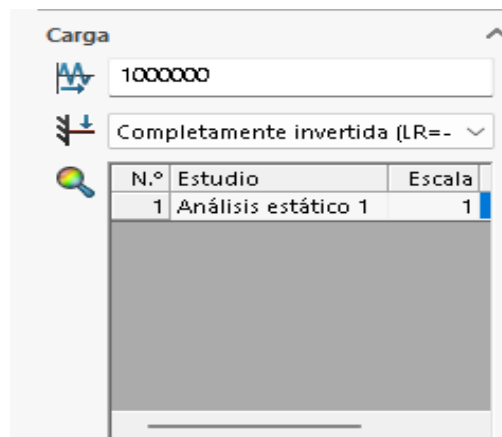 Carga
1000000
Completamente invertida (LR=-
N.º Estudio Escala
1 Análisis estático 1 1